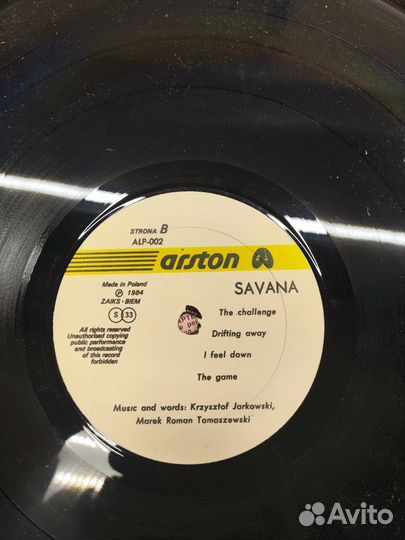 STRONA B
ALP-002
arston
Made in Poland
Ⓟ 1984
ZAIKS • BIEM
S 33
All rights reserved
Unauthorised copying
public performance
and broadcasting
of this record
forbidden
SAVANA
The challenge
Drifting away
I feel down
The game
Music and words: Krzysztof Jarkowski,
Marek Roman Tomaszewski
Avito